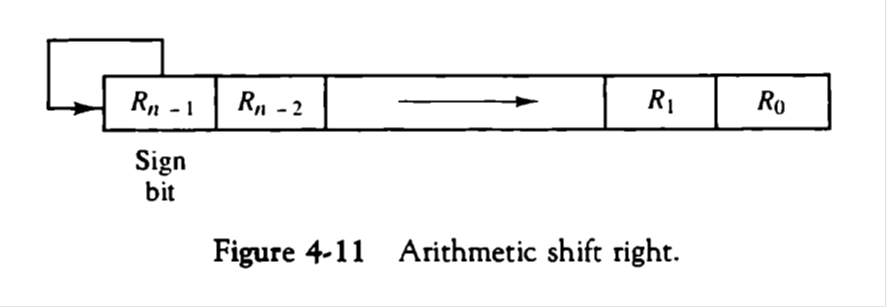 Rn - 1 Rn - 2 R1 R0
Sign
bit
Figure 4-11 Arithmetic shift right.